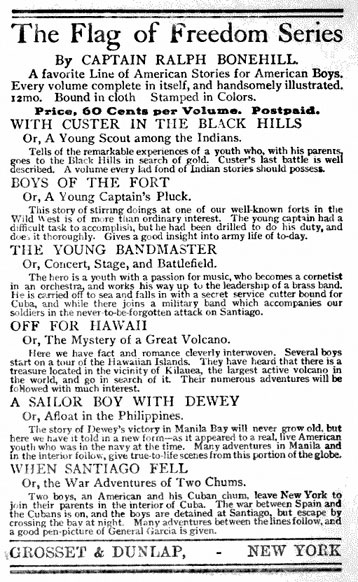 The Flag of Freedom Series
By CAPTAIN RALPH BONEHILL.
A favorite Line of American Stories for American Boys.
Every volume complete in itself, and handsomely illustrated.
12mo. Bound in cloth Stamped in Colors.
Price, 60 Cents per Volume. Postpaid.
WITH CUSTER IN THE BLACK HILLS
Or, A Young Scout among the Indians.
Tells of the remarkable experiences of a youth who, with his parents,
goes to the Black Hills in search of gold. Custer's last battle is well
described. A volume every lad fond of Indian stories should possess.
BOYS OF THE FORT
Or, A Young Captain's Pluck.
This story of stirring doings at one of our well-known forts in the
Wild West is of more than ordinary interest. The young captain had a
difficult task to accomplish, but he had been drilled to do his duty, and
does it thoroughly. Gives a good insight into army life of to-day.
THE YOUNG BANDMASTER
Or, Concert, Stage, and Battlefield.
The hero is a youth with a passion for music, who becomes a cornetist
in an orchestra, and works his way up to the leadership of a brass band.
He is carried off to sea and falls in with a secret service cutter bound for
Cuba, and while there joins a military band which accompanies our
soldiers in the never-to-be-forgotten attack on Santiago.
OFF FOR HAWAII
Or, The Mystery of a Great Volcano.
Here we have fact and romance cleverly interwoven. Several boys
start on a tour of the Hawaiian Islands. They have heard that there is a
treasure located in the vicinity of Kilauea, the largest active volcano in
the world, and go in search of it. Their numerous adventures will be
followed with much interest.
A SAILOR BOY WITH DEWEY
Or, Afloat in the Philippines.
The story of Dewey's victory in Manila Bay will never grow old, but
here we have it told in a new form—as it appeared to a real, live American
youth who was in the navy at the time. Many adventures in Manila and
in the interior follow, give true-to-life scenes from this portion of the globe.
WHEN SANTIAGO FELL
Or, the War Adventures of Two Chums.
Two boys, an American and his Cuban chum, leave New York to
join their parents in the interior of Cuba. The war between Spain and
the Cubans is on, and the boys are detained at Santiago, but escape by
crossing the bay at night. Many adventures between the lines follow, and
a good pen-picture of General Garcia is given.
GROSSET & DUNLAP, - NEW YORK